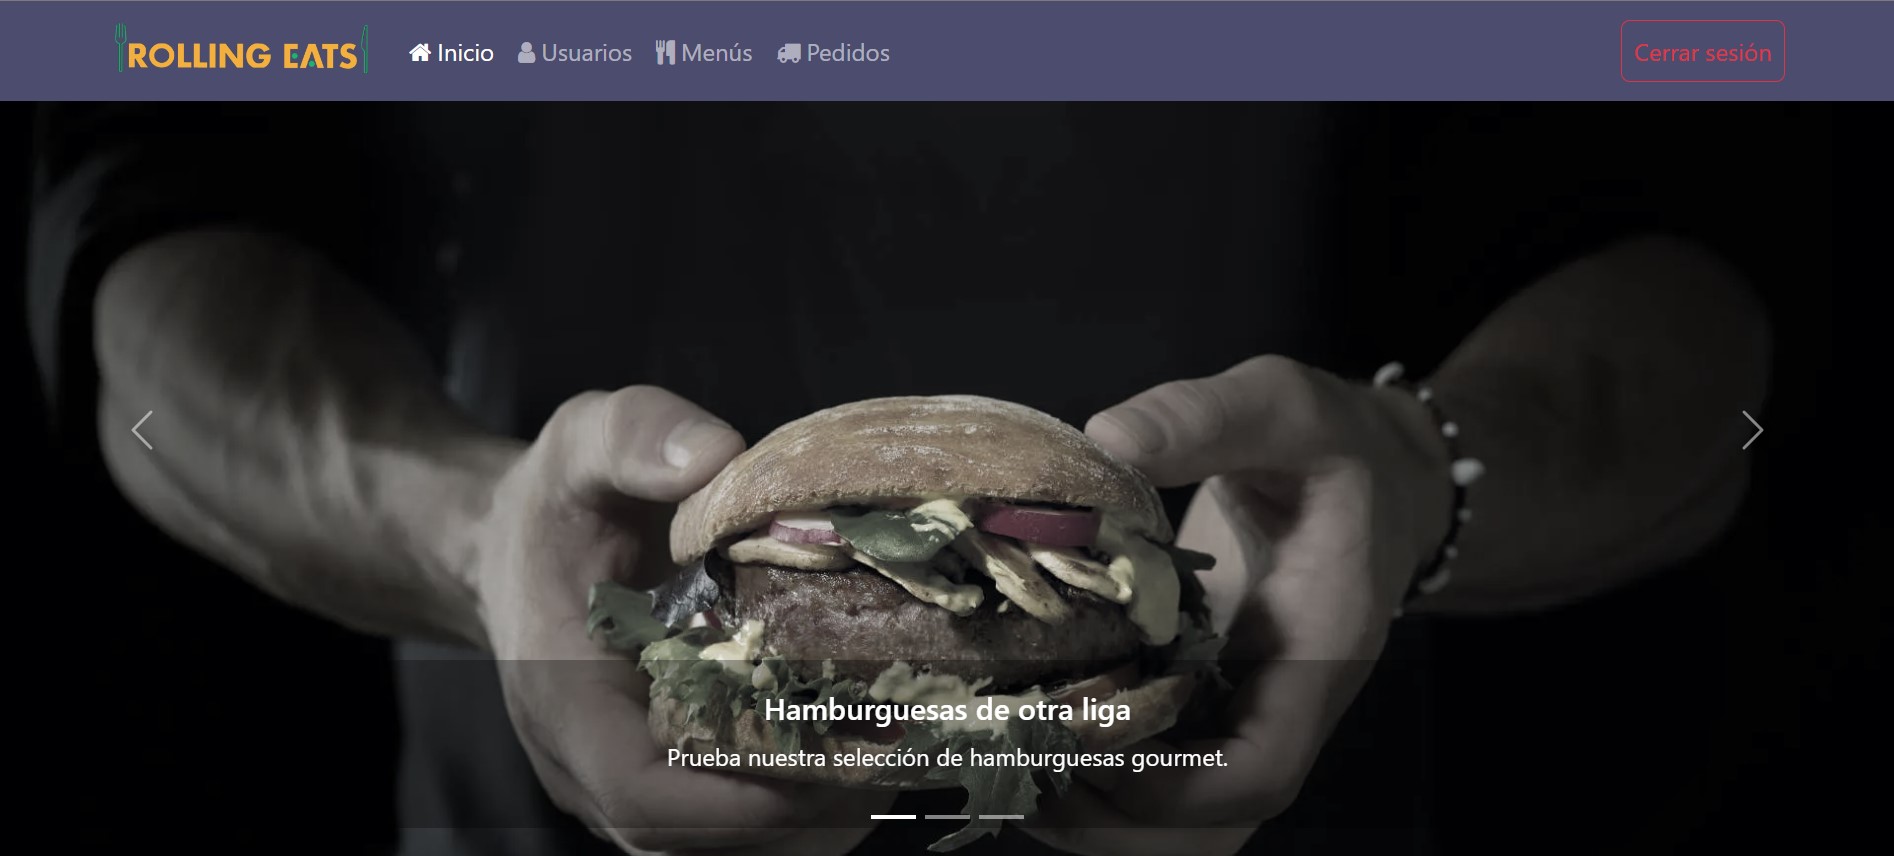 ROLLING EATS
Inicio
Usuarios
Menús
Pedidos
Cerrar sesión
Hamburguesas de otra liga
Prueba nuestra selección de hamburguesas gourmet.